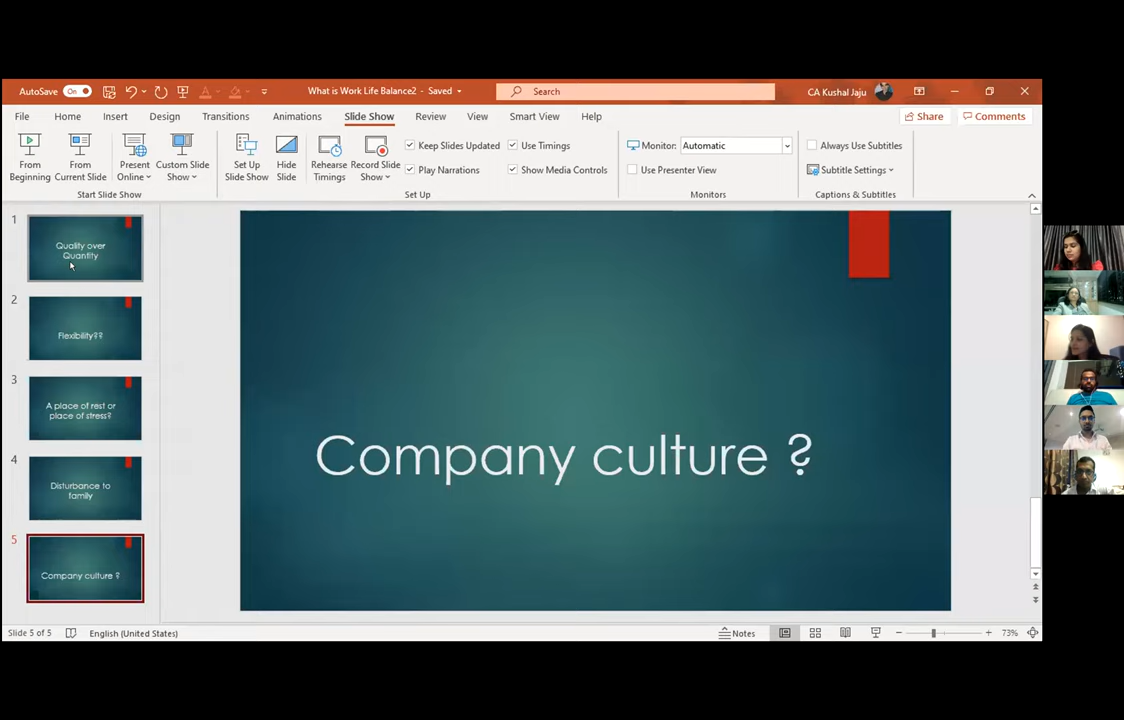 AutoSave On What is Work Life Balance2 - Saved Search CA Kushal Jaju
File Home Insert Design Transitions Animations Slide Show Review View Smart View Help Share Comments
From Beginning
From Current Slide
Present Online
Custom Slide Show
Start Slide Show
Set Up Slide Show
Hide Slide
Rehearse Timings
Record Slide Show
Keep Slides Updated
Play Narrations
Use Timings
Show Media Controls
Set Up
Monitor: Automatic
Use Presenter View
Monitors
Always Use Subtitles
Subtitle Settings
Captions & Subtitles
1
Quality over
Quantity
2
Flexibility??
3
A place of rest or
place of stress?
4
Disturbance to
family
5
Company culture ?
Company culture ?
Slide 5 of 5 English (United States) Notes 73%